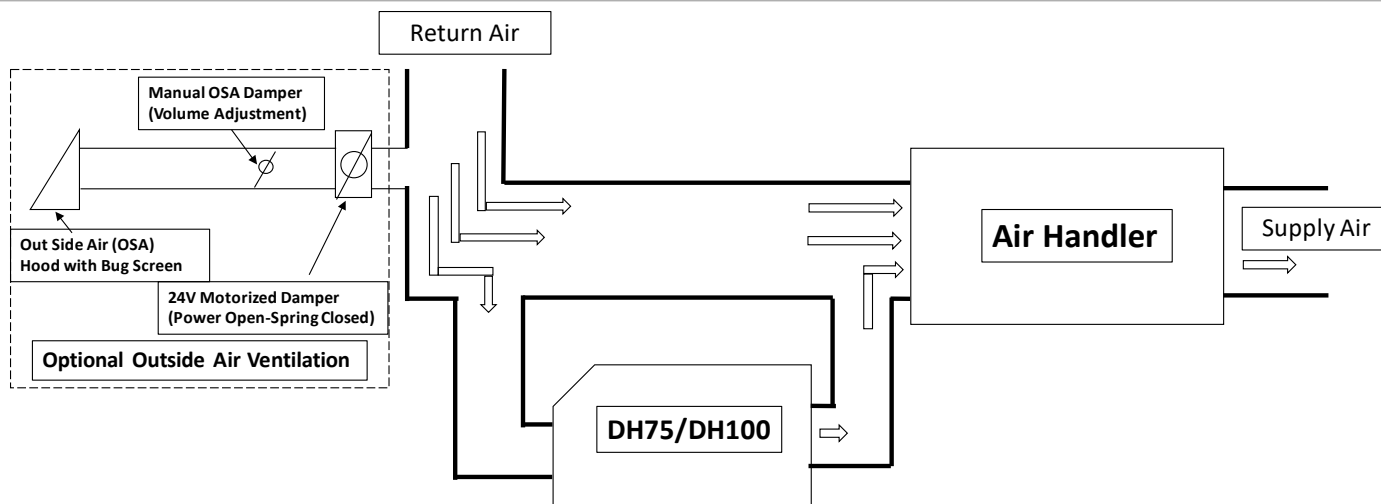 Return Air
Manual OSA Damper
(Volume Adjustment)
Out Side Air (OSA)
Hood with Bug Screen
24V Motorized Damper
(Power Open-Spring Closed)
Optional Outside Air Ventilation
Air Handler
Supply Air
DH75/DH100